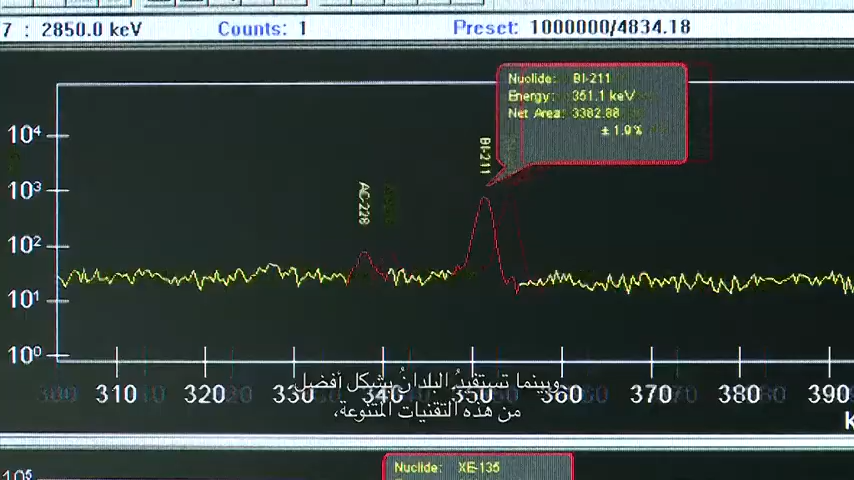 7 : 2850.0 keV Counts: 1 Preset: 1000000/4834.18
Nuclide: BI-211
Energy: 351.1 keV
Net Area: 3382.88
± 1.9%
10⁴
10³
10²
10¹
10⁰
AC-228
BI-211
310 320 330 340 350 360 370 380 390
وبينما تستفيدُ البلدانُ بشكل أفضل
من هذه التقنيات المتنوعة،
10⁵
Nuclide: XE-135